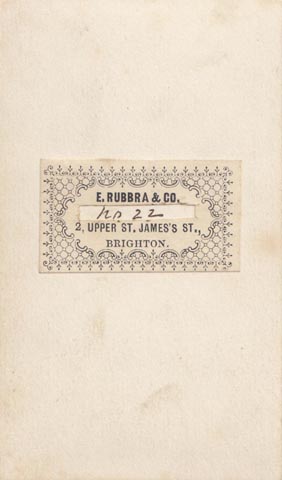 E. RUBBRA & CO.
No. 22
2, UPPER ST. JAMES'S ST.,
BRIGHTON.